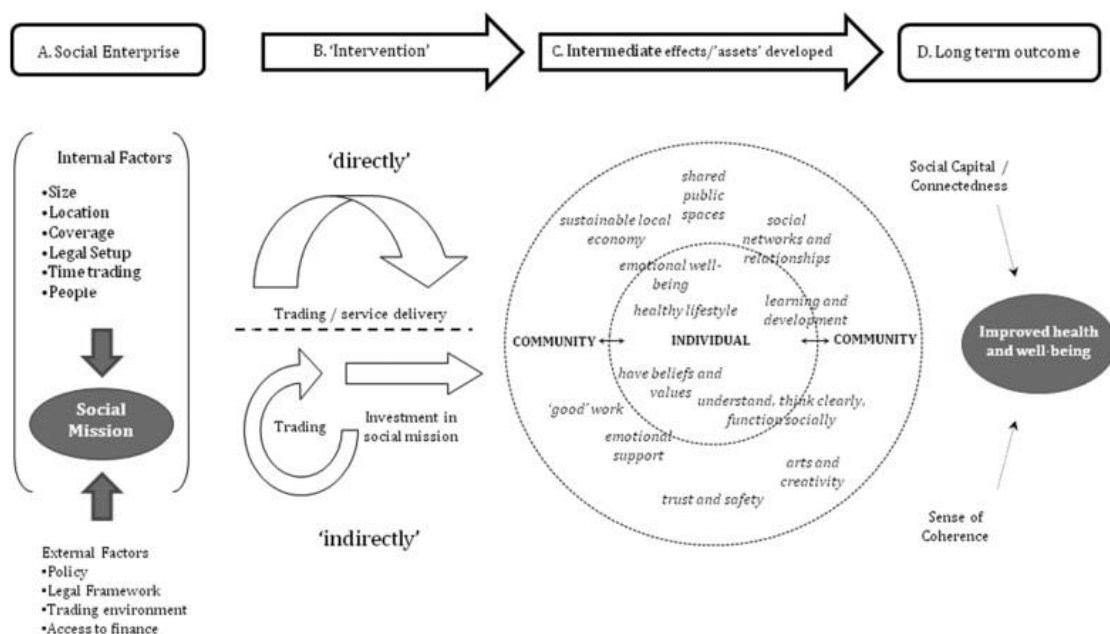 A. Social Enterprise
B. 'Intervention'
C. Intermediate effects/'assets' developed
D. Long term outcome
Internal Factors
•Size
•Location
•Coverage
•Legal Setup
•Time trading
•People
Social
Mission
External Factors
•Policy
•Legal Framework
•Trading environment
•Access to finance
'directly'
Trading / service delivery
Trading
Investment in
social mission
'indirectly'
shared
public
spaces
sustainable local
economy
social
networks and
relationships
emotional well-
being
healthy lifestyle
learning and
development
COMMUNITY
INDIVIDUAL
COMMUNITY
have beliefs and
values
understand, think clearly,
function socially
'good' work
emotional
support
arts and
creativity
trust and safety
Social Capital /
Connectedness
Improved health
and well-being
Sense of
Coherence